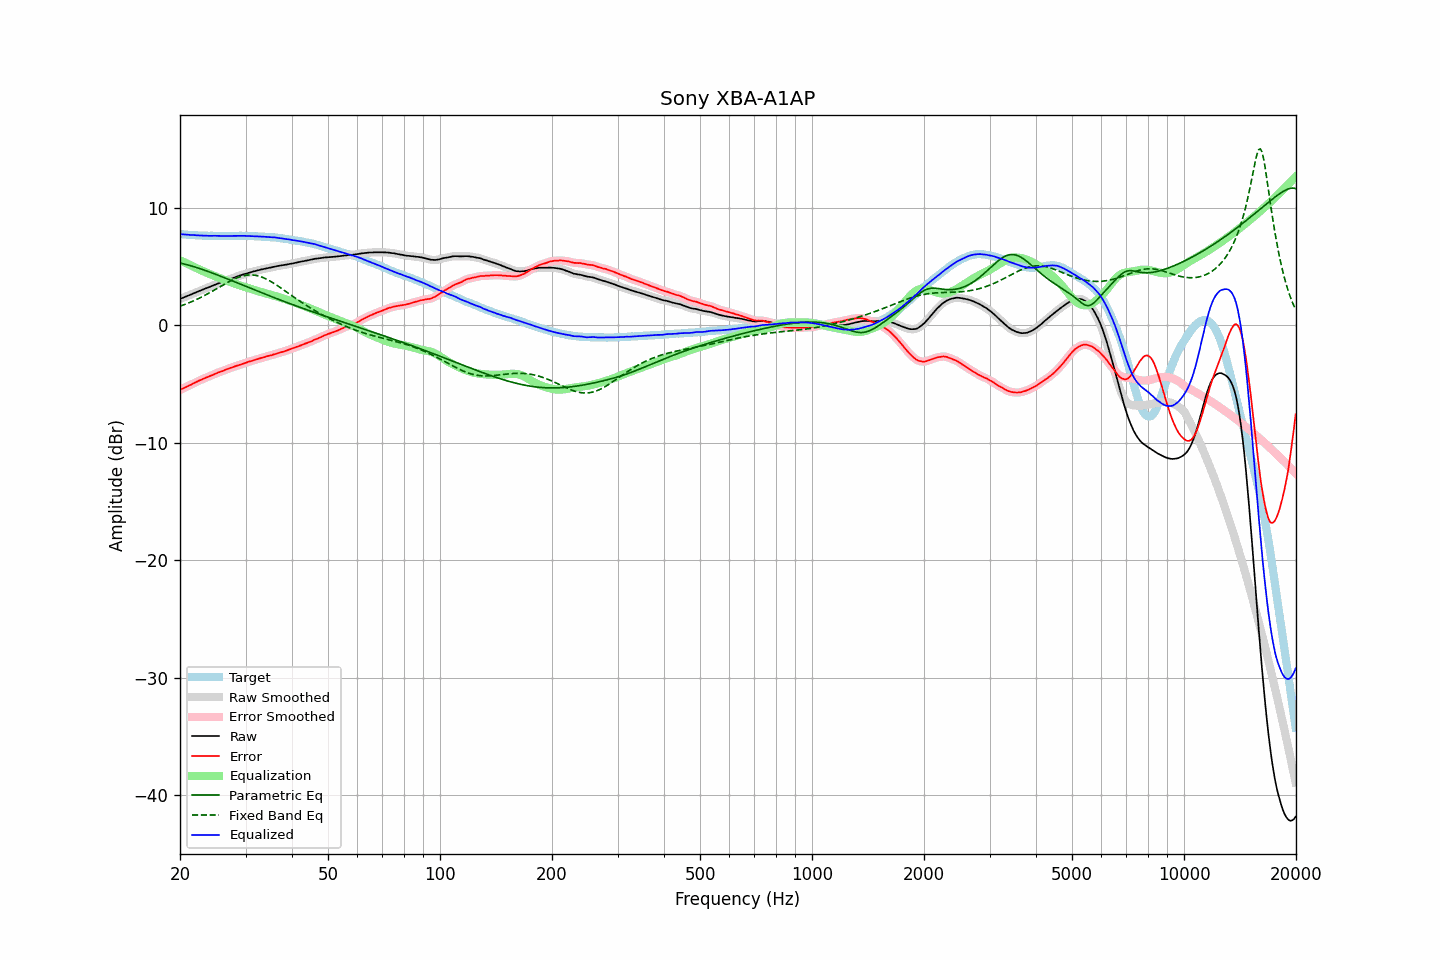 Sony XBA-A1AP
Amplitude (dBr)
10
0
−10
−20
−30
−40
Target
Raw Smoothed
Error Smoothed
Raw
Error
Equalization
Parametric Eq
Fixed Band Eq
Equalized
20 50 100 200 500 1000 2000 5000 10000 20000
Frequency (Hz)